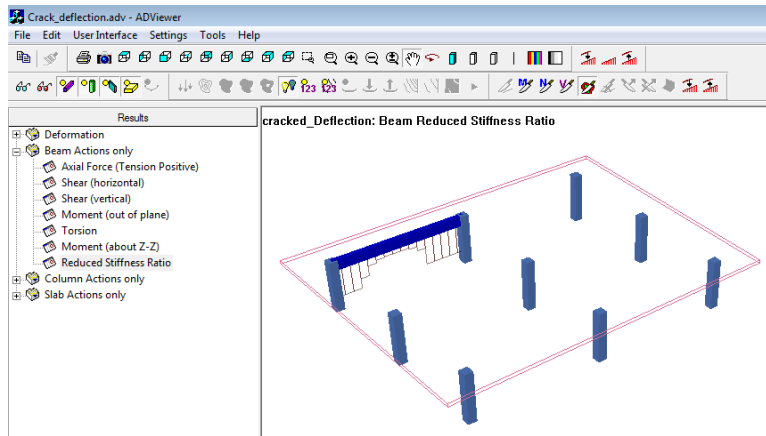 Crack_deflection.adv - ADViewer
File Edit User Interface Settings Tools Help
123 123
M N V
Results
Deformation
Beam Actions only
Axial Force (Tension Positive)
Shear (horizontal)
Shear (vertical)
Moment (out of plane)
Torsion
Moment (about Z-Z)
Reduced Stiffness Ratio
Column Actions only
Slab Actions only
cracked_Deflection: Beam Reduced Stiffness Ratio